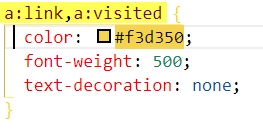 a:link,a:visited {
color: #f3d350;
font-weight: 500;
text-decoration: none;
}